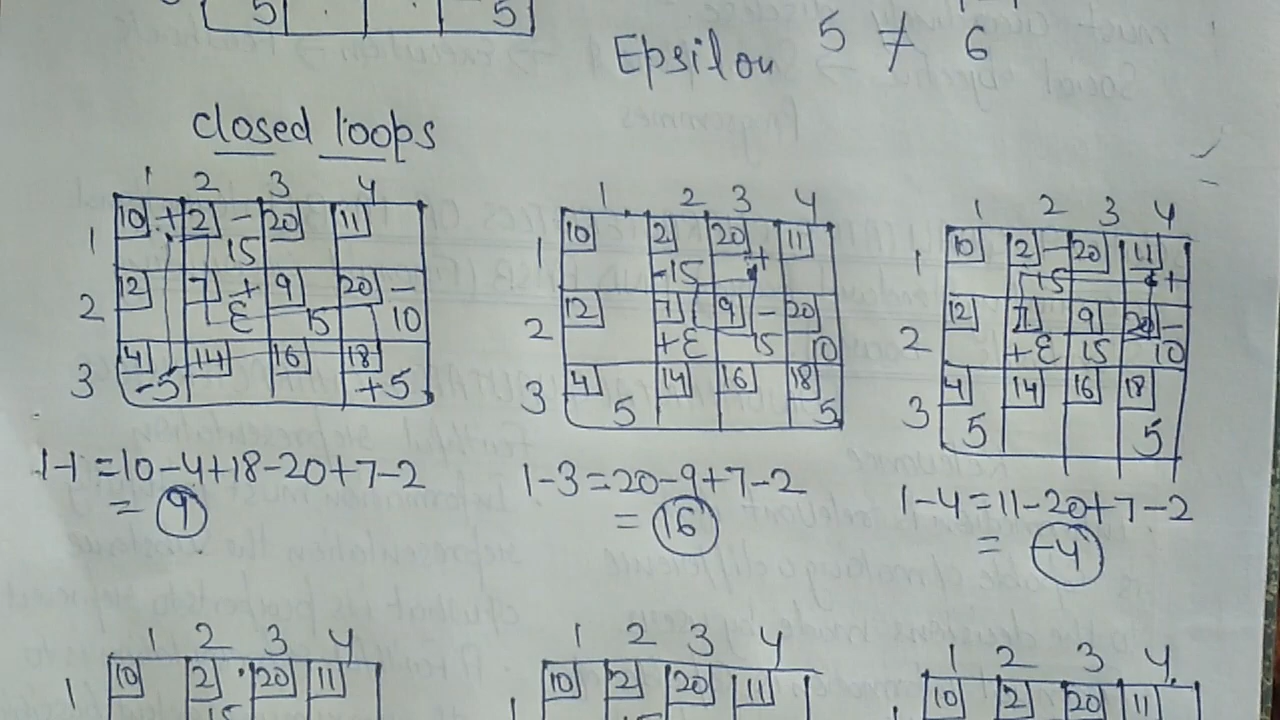 5 . . 5
Epsilon 5 ≠ 6
closed loops
1 2 3 4
10 + 2 - 20 11
1 15
12 7 + 9 20 -
2 ε 15 10
4 14 16 18
3 -5 +5
1-1 = 10-4+18-20+7-2
= 9
1 2 3 4
10 2 20 11
1 -15 +
12 7 9 - 20
2 +ε 15 10
4 14 16 18
3 5 5
1-3 = 20-9+7-2
= 16
1 2 3 4
10 2 - 20 11
1 15 +
12 7 9 20 -
2 +ε 15 10
4 14 16 18
3 5 5
1-4 = 11-20+7-2
= -4
1 2 3 4
1 10 2 20 11
15
1 2 3 4
1 10 2 20 11
1 2 3 4
1 10 2 20 11